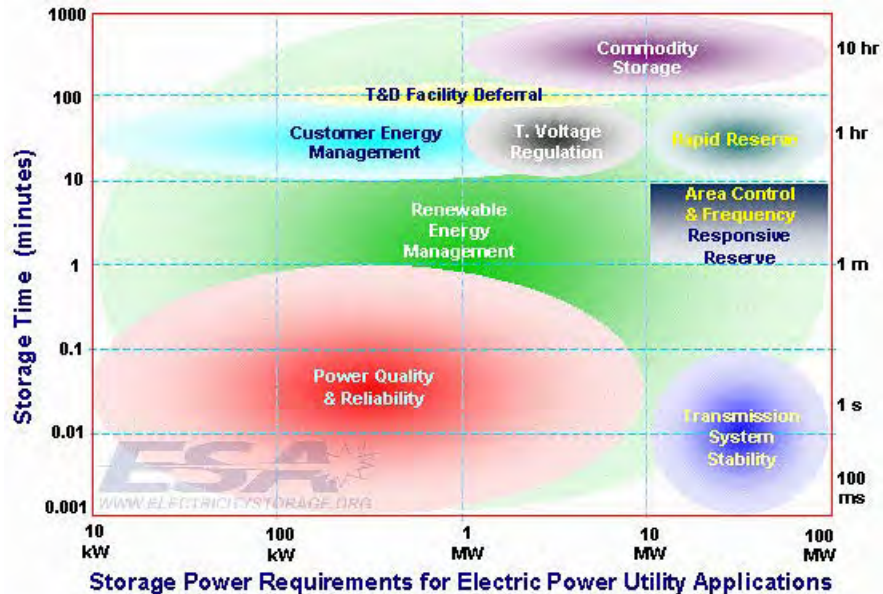 1000
100
10
1
0.1
0.01
0.001
Storage Time (minutes)
10 hr
1 hr
1 m
1 s
100
ms
Commodity
Storage
T&D Facility Deferral
Customer Energy
Management
T. Voltage
Regulation
Rapid Reserve
Renewable
Energy
Management
Area Control
& Frequency
Responsive
Reserve
Power Quality
& Reliability
Transmission
System
Stability
ESA
WWW.ELECTRICITYSTORAGE.ORG
10
kW
100
kW
1
MW
10
MW
100
MW
Storage Power Requirements for Electric Power Utility Applications